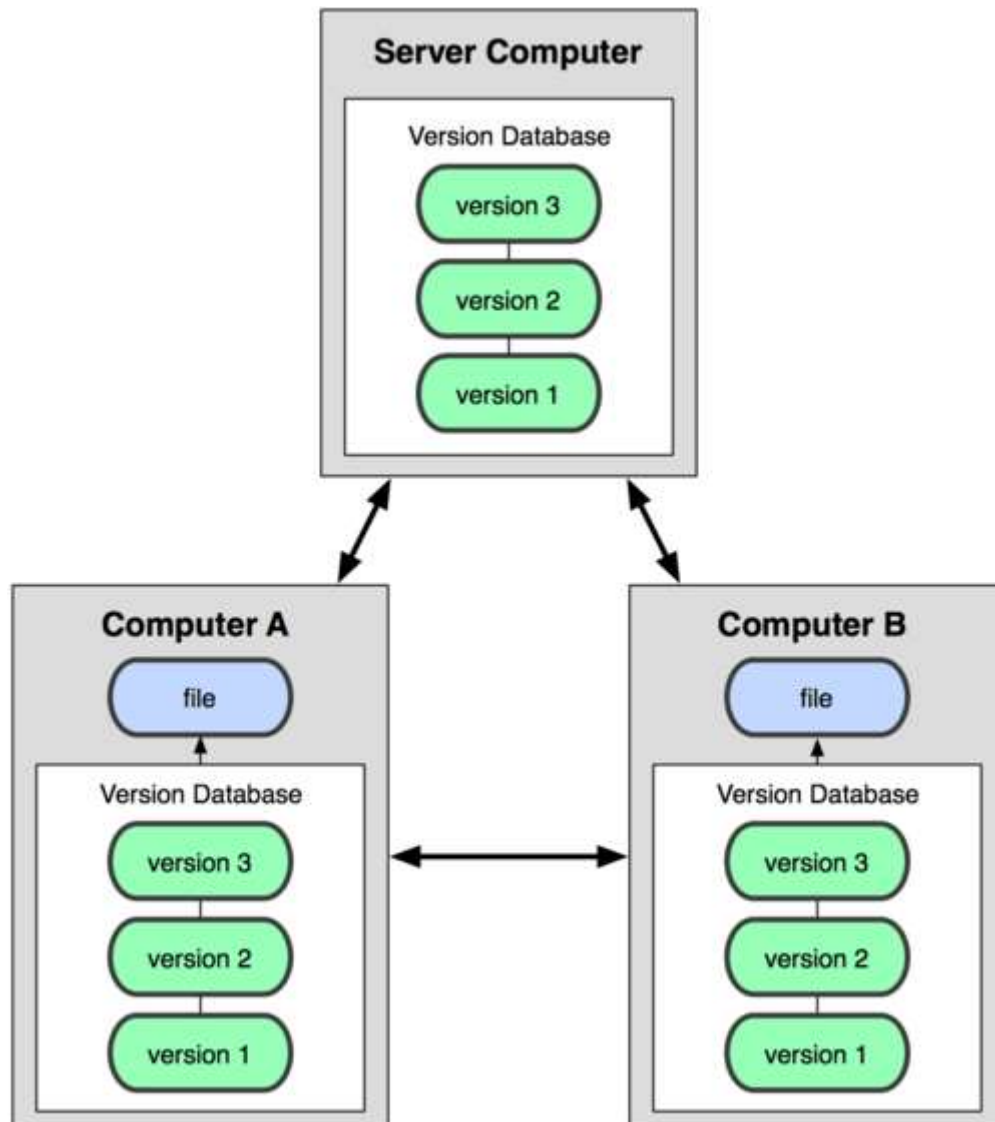 Server Computer
Version Database
version 3
version 2
version 1
Computer A
file
Version Database
version 3
version 2
version 1
Computer B
file
Version Database
version 3
version 2
version 1